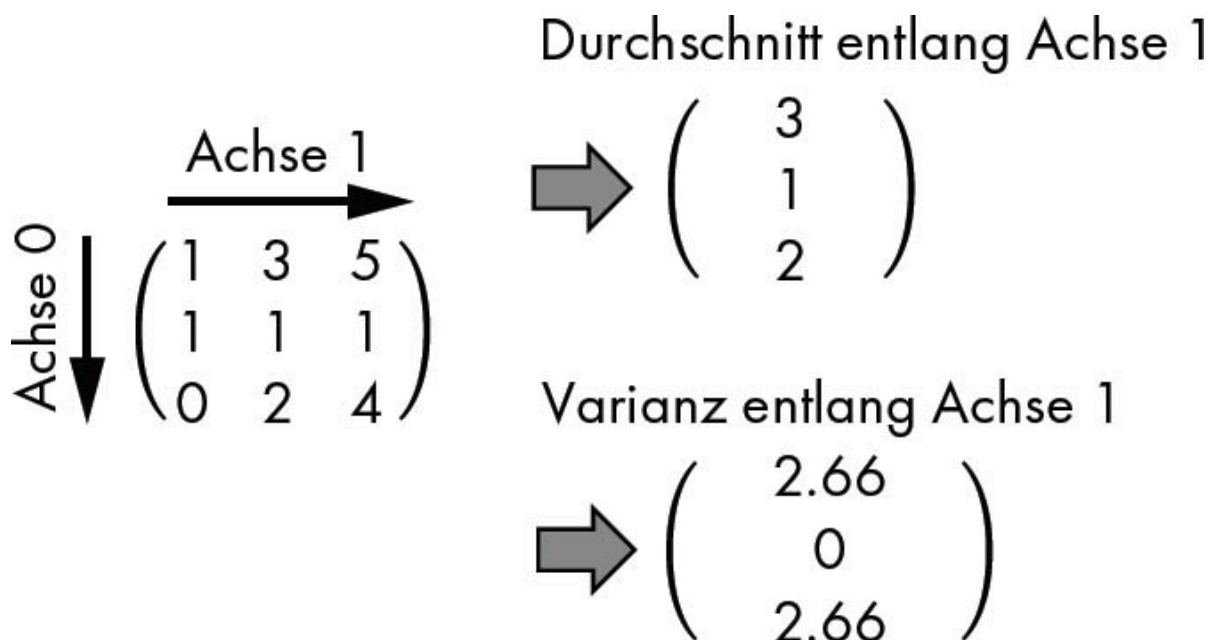 Achse 1
Achse 0
1 3 5
1 1 1
0 2 4
Durchschnitt entlang Achse 1
3
1
2
Varianz entlang Achse 1
2.66
0
2.66